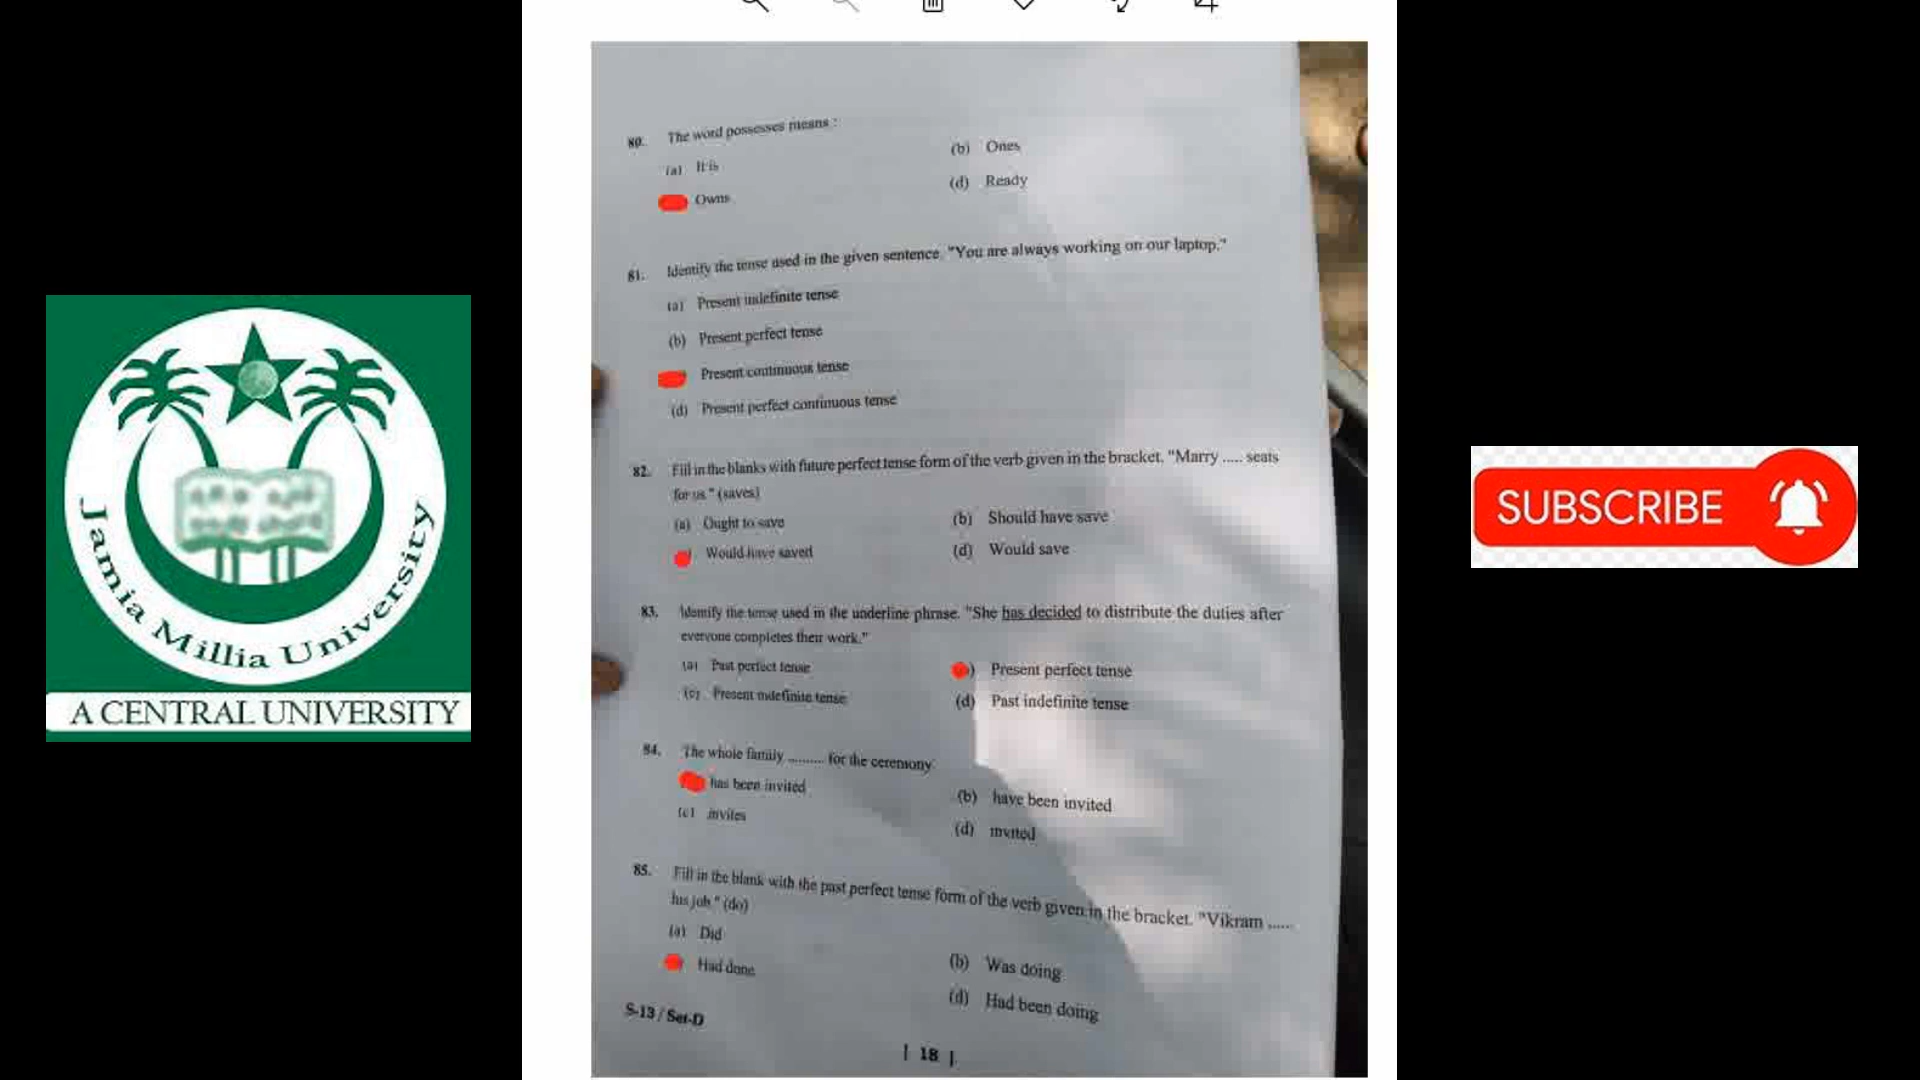 80. The word possesses means :
(a) It is
(b) Ones
Owns
(d) Ready
81. Identify the tense used in the given sentence. "You are always working on our laptop."
(a) Present indefinite tense
(b) Present perfect tense
Present continuous tense
(d) Present perfect continuous tense
82. Fill in the blanks with future perfect tense form of the verb given in the bracket. "Marry ..... seats
for us." (saves)
(a) Ought to save
(b) Should have save
) Would have saved
(d) Would save
83. Identify the tense used in the underline phrase. "She has decided to distribute the duties after
everyone completes their work."
(a) Past perfect tense
) Present perfect tense
(c) Present indefinite tense
(d) Past indefinite tense
84. The whole family ......... for the ceremony
has been invited
(b) have been invited
(c) invites
(d) invited
85. Fill in the blank with the past perfect tense form of the verb given in the bracket. "Vikram ......
his job." (do)
(a) Did
(b) Was doing
Had done
(d) Had been doing
S-13 / Set-D
[ 18 ]
Jamia Millia University
A CENTRAL UNIVERSITY
SUBSCRIBE